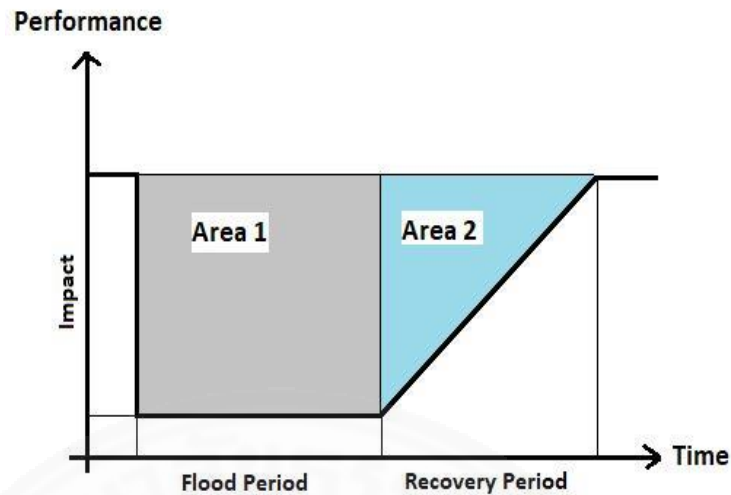 Performance
Area 1
Area 2
Impact
Time
Flood Period
Recovery Period